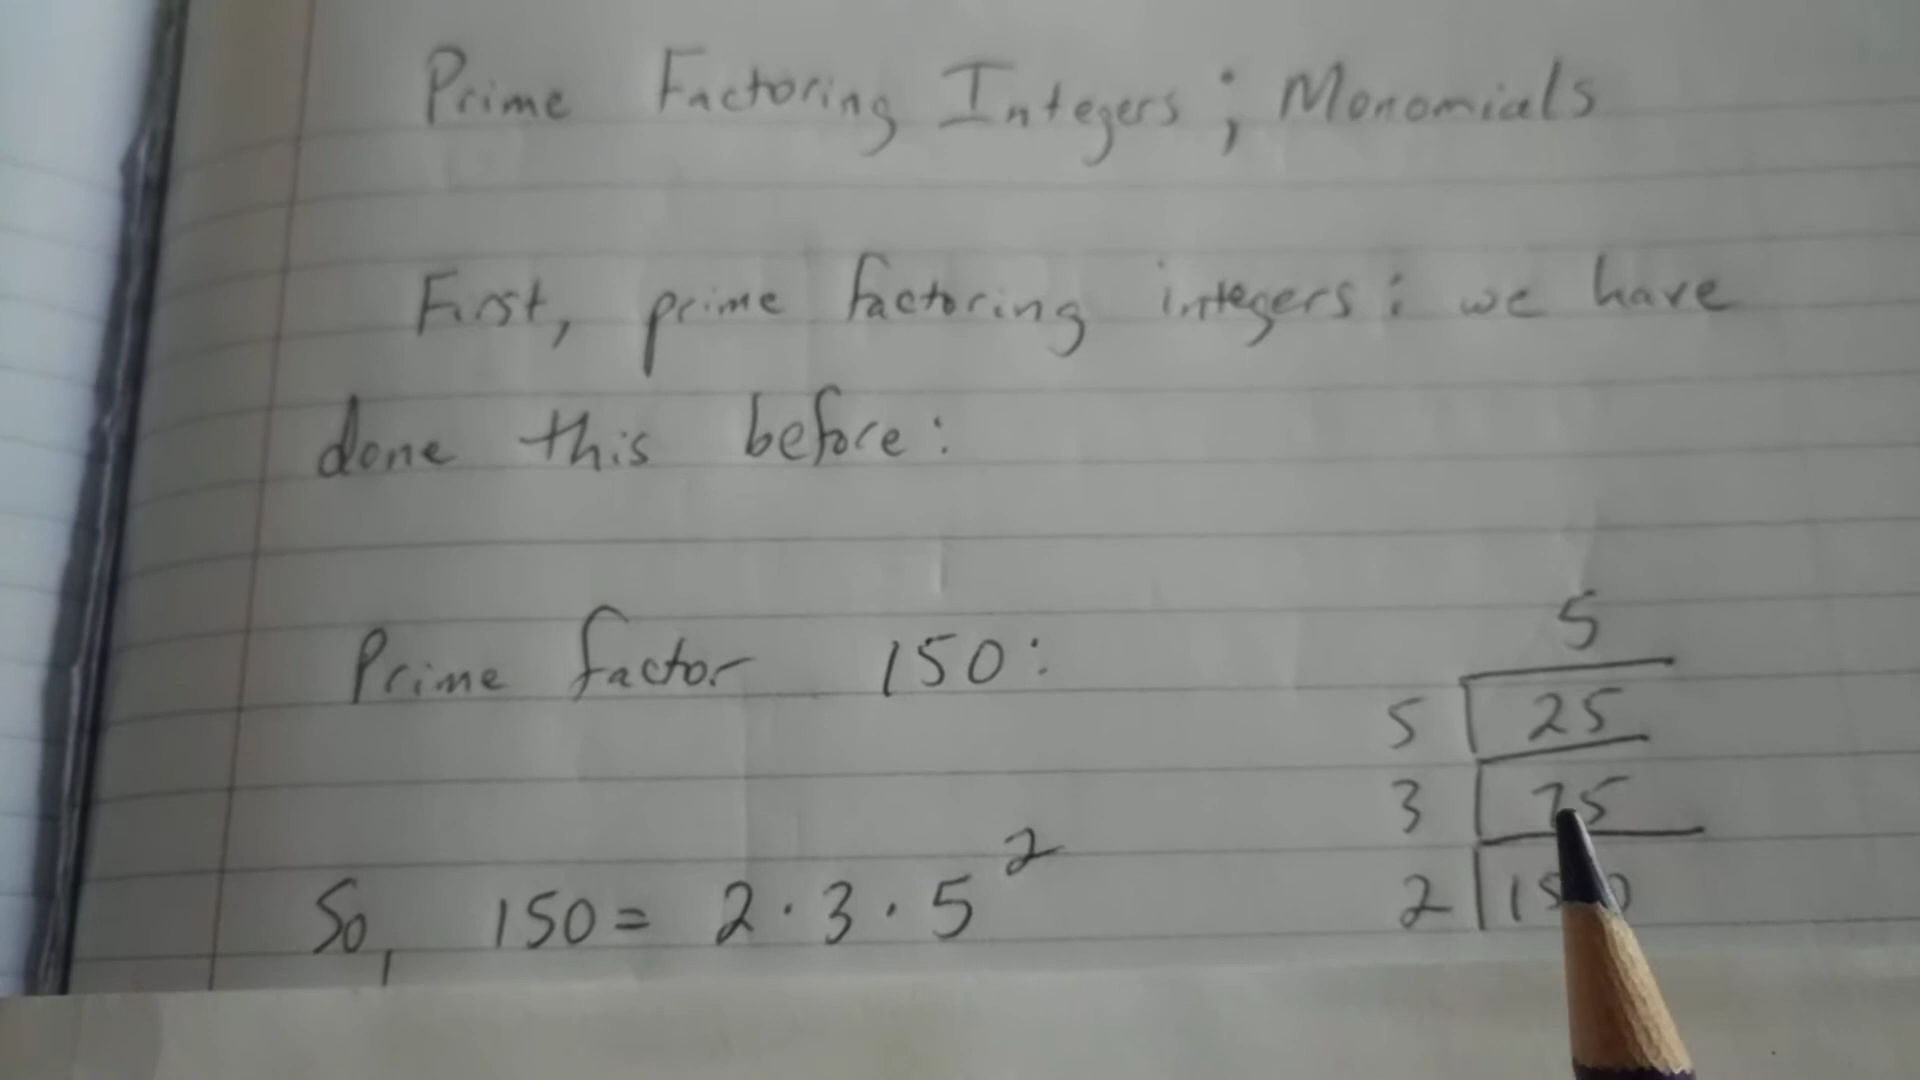 Prime Factoring Integers; Monomials
First, prime factoring integers: we have
done this before:
Prime factor 150:
5
5 25
3 75
So, 150 = 2 · 3 · 5²
2 150